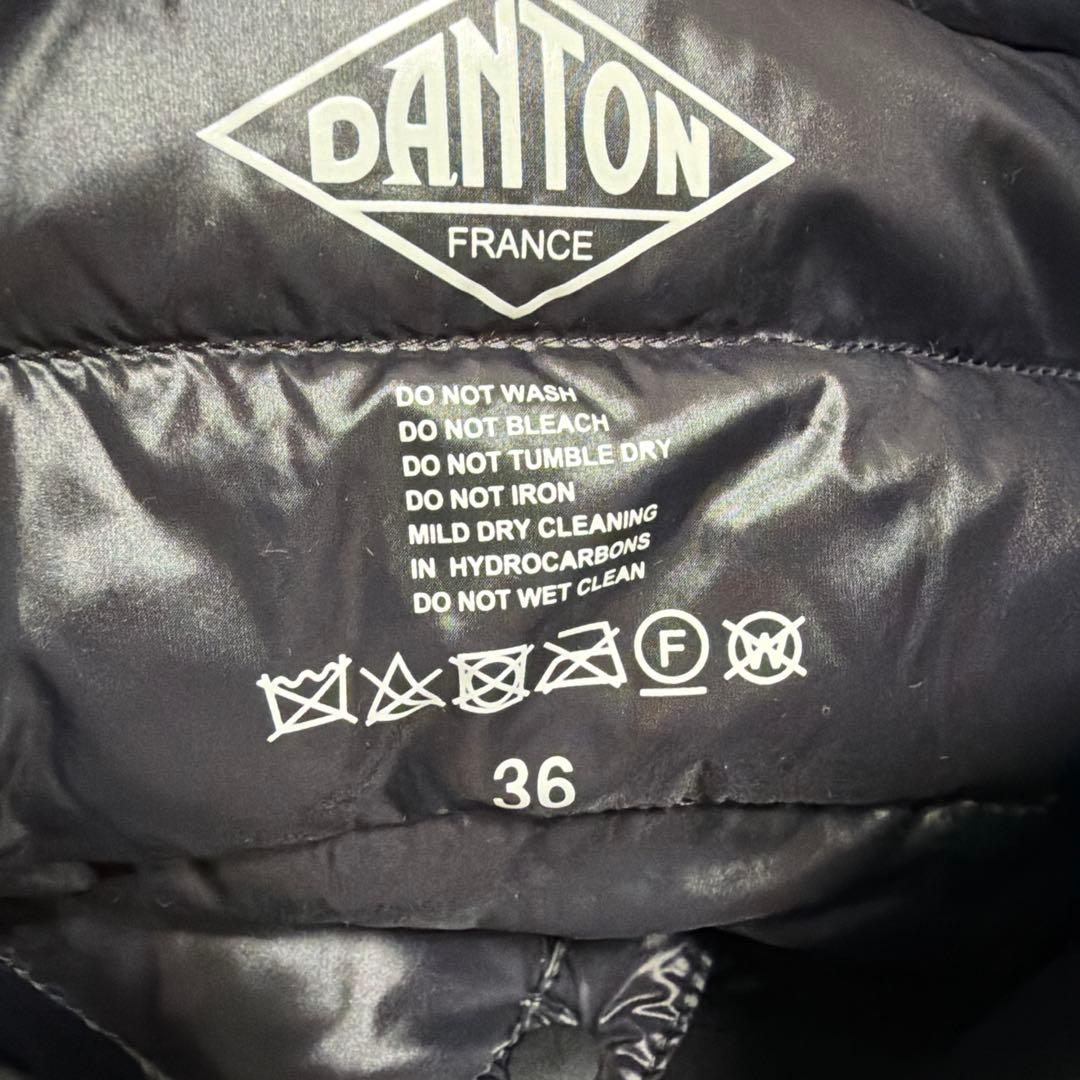 DANTON
FRANCE
DO NOT WASH
DO NOT BLEACH
DO NOT TUMBLE DRY
DO NOT IRON
MILD DRY CLEANING
IN HYDROCARBONS
DO NOT WET CLEAN
F W
36